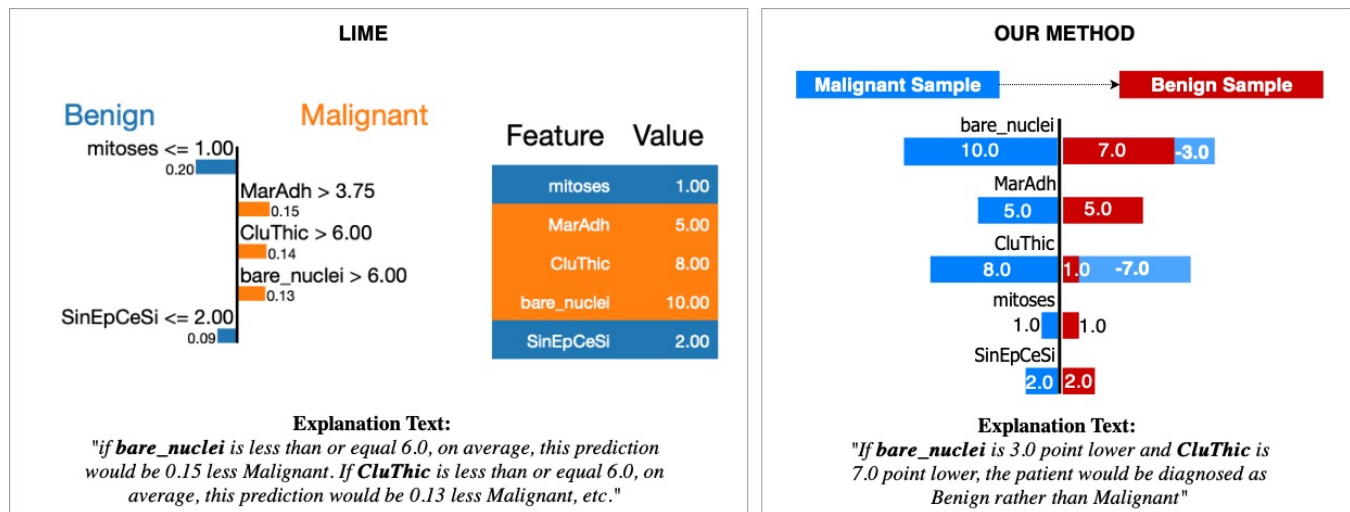 LIME
Benign
Malignant
mitoses <= 1.00
0.20
MarAdh > 3.75
0.15
CluThic > 6.00
0.14
bare_nuclei > 6.00
0.13
SinEpCeSi <= 2.00
0.09
Feature Value
mitoses 1.00
MarAdh 5.00
CluThic 8.00
bare_nuclei 10.00
SinEpCeSi 2.00
Explanation Text:
"if bare_nuclei is less than or equal 6.0, on average, this prediction
would be 0.15 less Malignant. If CluThic is less than or equal 6.0, on
average, this prediction would be 0.13 less Malignant, etc."
OUR METHOD
Malignant Sample
Benign Sample
bare_nuclei
10.0 7.0 -3.0
MarAdh
5.0 5.0
CluThic
8.0 1.0 -7.0
mitoses
1.0 1.0
SinEpCeSi
2.0 2.0
Explanation Text:
"If bare_nuclei is 3.0 point lower and CluThic is
7.0 point lower, the patient would be diagnosed as
Benign rather than Malignant"